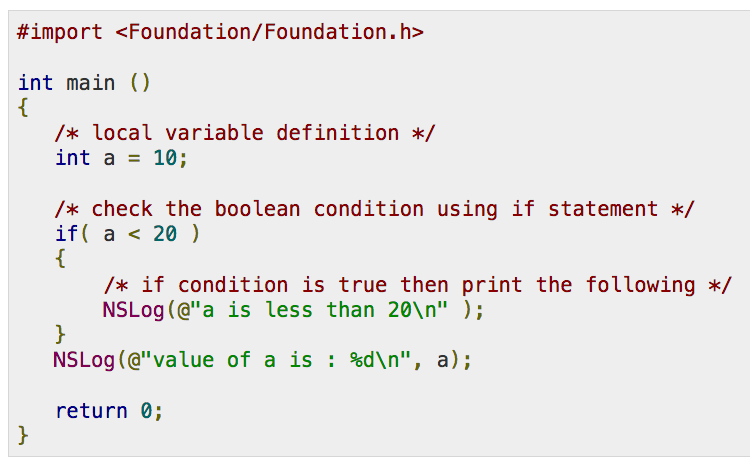 #import <Foundation/Foundation.h>
int main ()
{
/* local variable definition */
int a = 10;
/* check the boolean condition using if statement */
if( a < 20 )
{
/* if condition is true then print the following */
NSLog(@"a is less than 20\n" );
}
NSLog(@"value of a is : %d\n", a);
return 0;
}